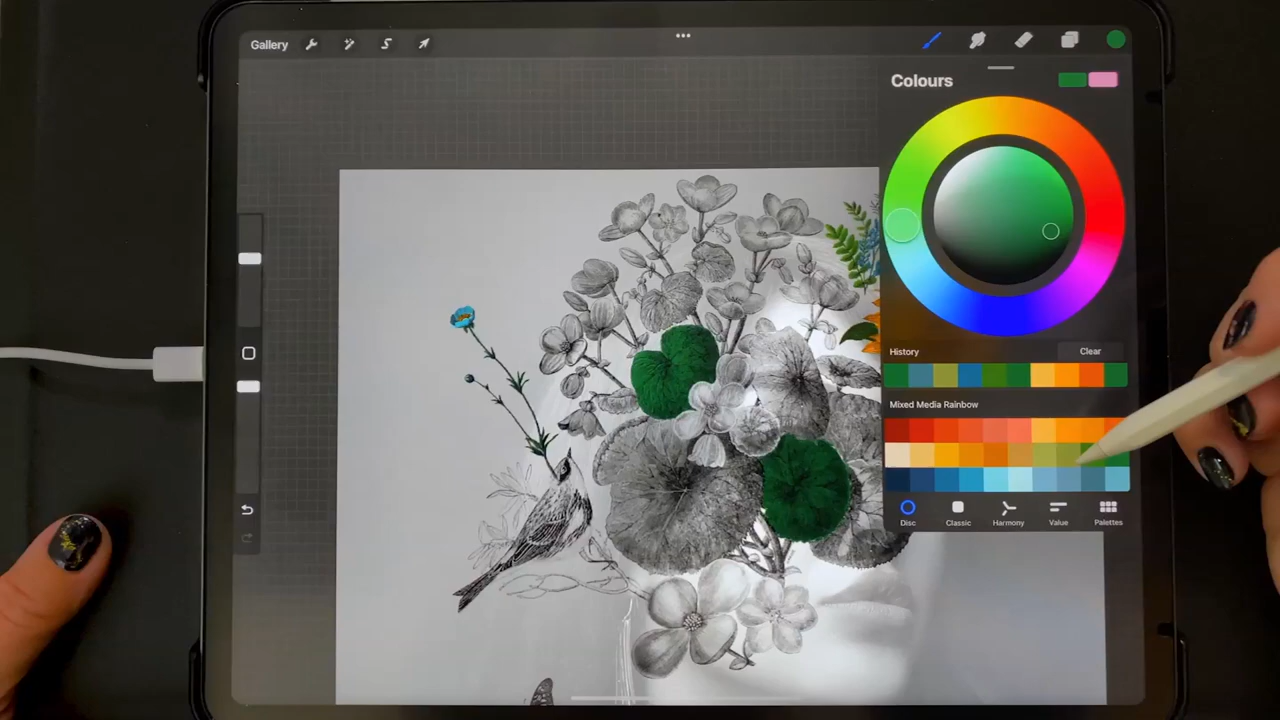 Gallery
Colours
History
Clear
Mixed Media Rainbow
Disc
Classic
Harmony
Value
Palettes